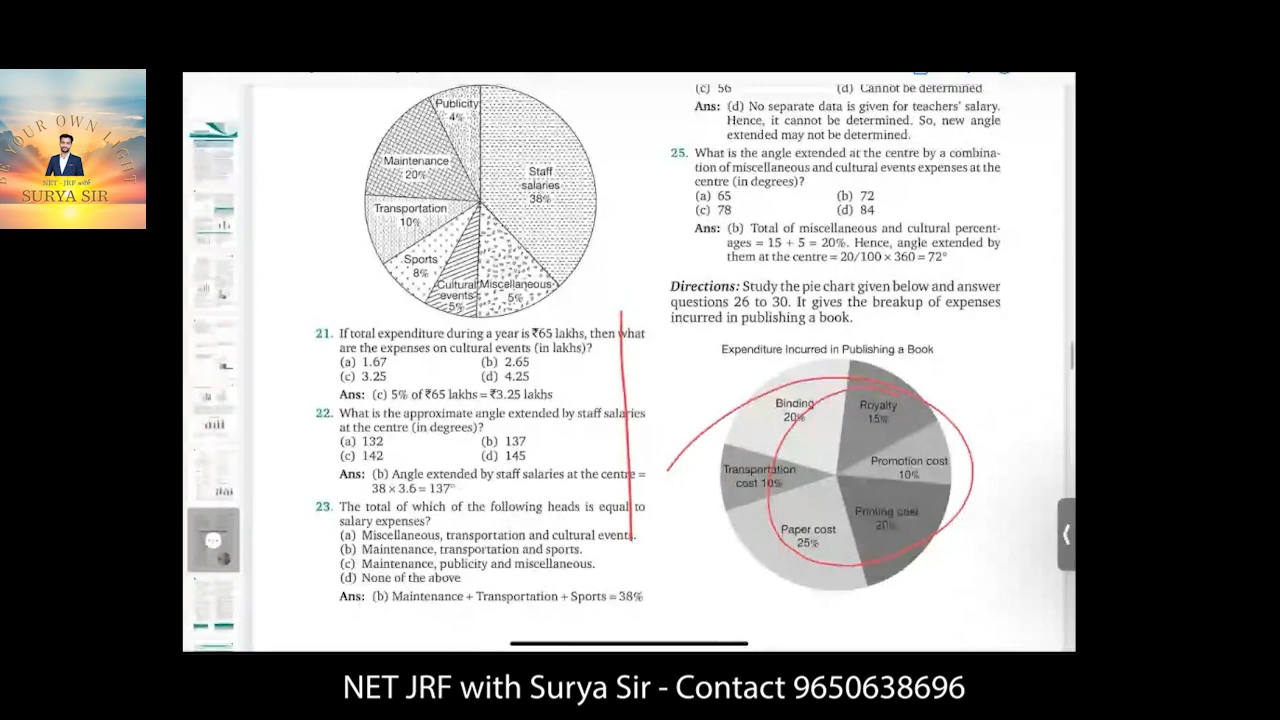 BE YOUR OWN LIGHT
NET - JRF with
SURYA SIR
Publicity
4%
Maintenance
20%
Staff
salaries
38%
Transportation
10%
Sports
8%
Cultural
events
5%
Miscellaneous
5%
21. If total expenditure during a year is ₹65 lakhs, then what
are the expenses on cultural events (in lakhs)?
(a) 1.67 (b) 2.65
(c) 3.25 (d) 4.25
Ans: (c) 5% of ₹65 lakhs = ₹3.25 lakhs
22. What is the approximate angle extended by staff salaries
at the centre (in degrees)?
(a) 132 (b) 137
(c) 142 (d) 145
Ans: (b) Angle extended by staff salaries at the centre =
38 × 3.6 = 137°
23. The total of which of the following heads is equal to
salary expenses?
(a) Miscellaneous, transportation and cultural events.
(b) Maintenance, transportation and sports.
(c) Maintenance, publicity and miscellaneous.
(d) None of the above
Ans: (b) Maintenance + Transportation + Sports = 38%
(c) 56 (d) Cannot be determined
Ans: (d) No separate data is given for teachers' salary.
Hence, it cannot be determined. So, new angle
extended may not be determined.
25. What is the angle extended at the centre by a combina-
tion of miscellaneous and cultural events expenses at the
centre (in degrees)?
(a) 65 (b) 72
(c) 78 (d) 84
Ans: (b) Total of miscellaneous and cultural percent-
ages = 15 + 5 = 20%. Hence, angle extended by
them at the centre = 20/100 × 360 = 72°
Directions: Study the pie chart given below and answer
questions 26 to 30. It gives the breakup of expenses
incurred in publishing a book.
Expenditure Incurred in Publishing a Book
Binding
20%
Royalty
15%
Transportation
cost 10%
Promotion cost
10%
Printing cost
20%
Paper cost
25%
NET JRF with Surya Sir - Contact 9650638696